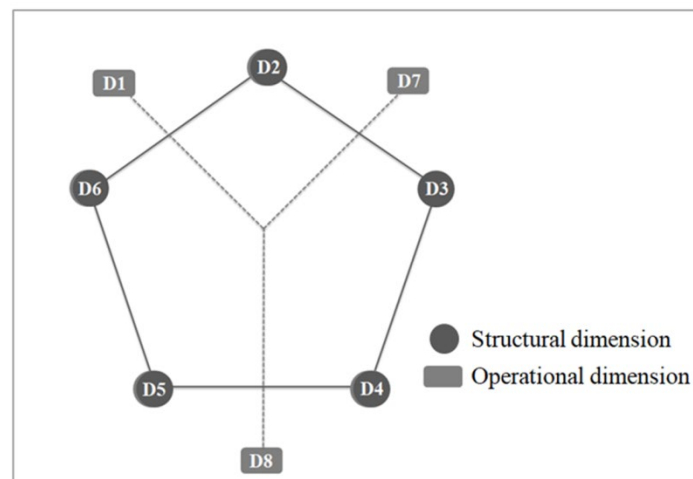 D2
D1
D7
D6
D3
Structural dimension
Operational dimension
D5
D4
D8